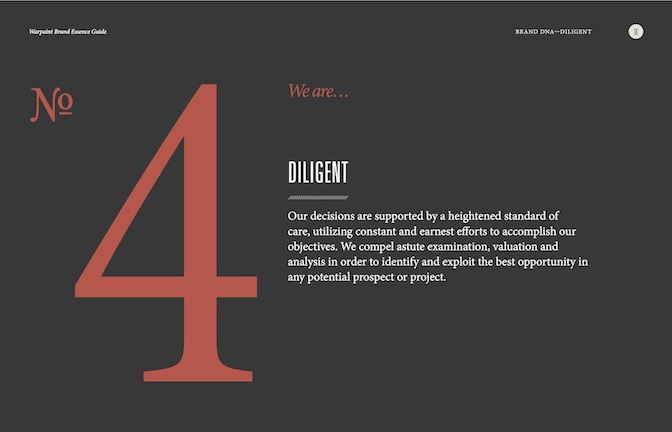 Warpaint Brand Essence Guide
BRAND DNA—DILIGENT
No
4
We are...
DILIGENT
Our decisions are supported by a heightened standard of
care, utilizing constant and earnest efforts to accomplish our
objectives. We compel astute examination, valuation and
analysis in order to identify and exploit the best opportunity in
any potential prospect or project.